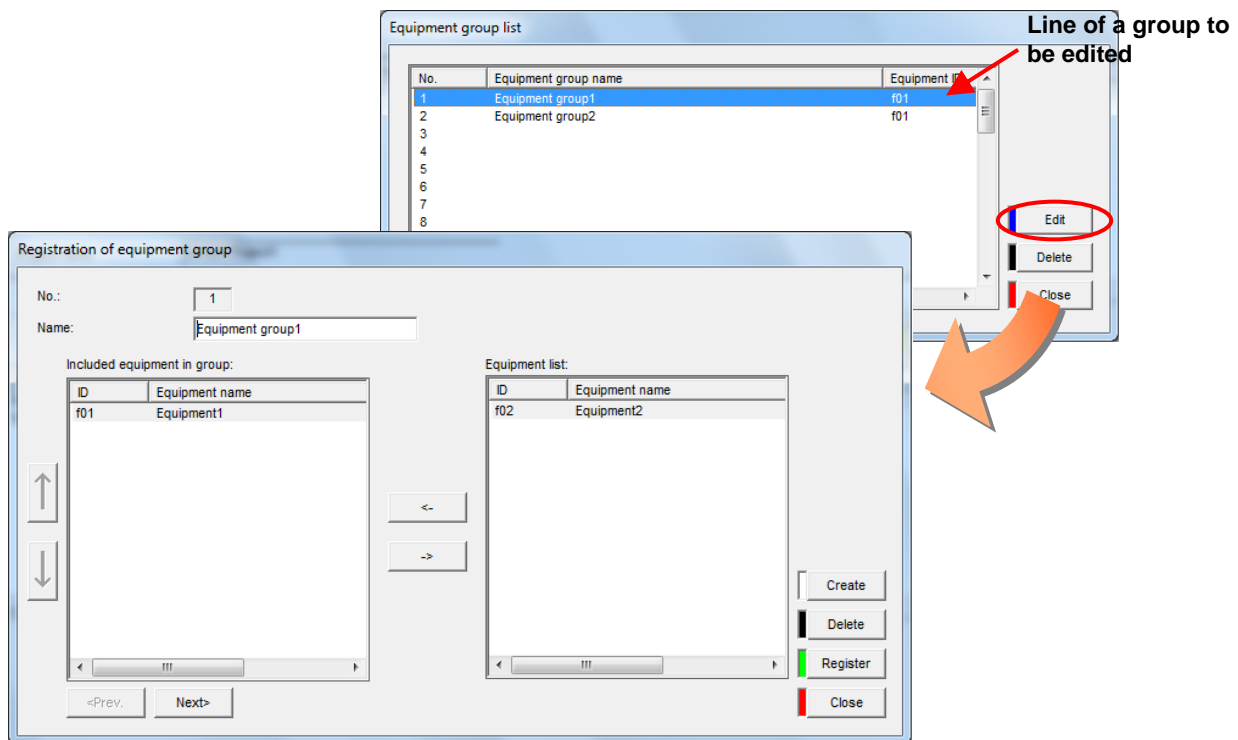 Equipment group list
Line of a group to
be edited
No. Equipment group name Equipment I
1 Equipment group1 f01
2 Equipment group2 f01
3
4
5
6
7
8
Edit
Delete
Close
Registration of equipment group
No.: 1
Name: Equipment group1
Included equipment in group: Equipment list:
ID Equipment name ID Equipment name
f01 Equipment1 f02 Equipment2
<-
->
Create
Delete
Register
<Prev. Next> Close